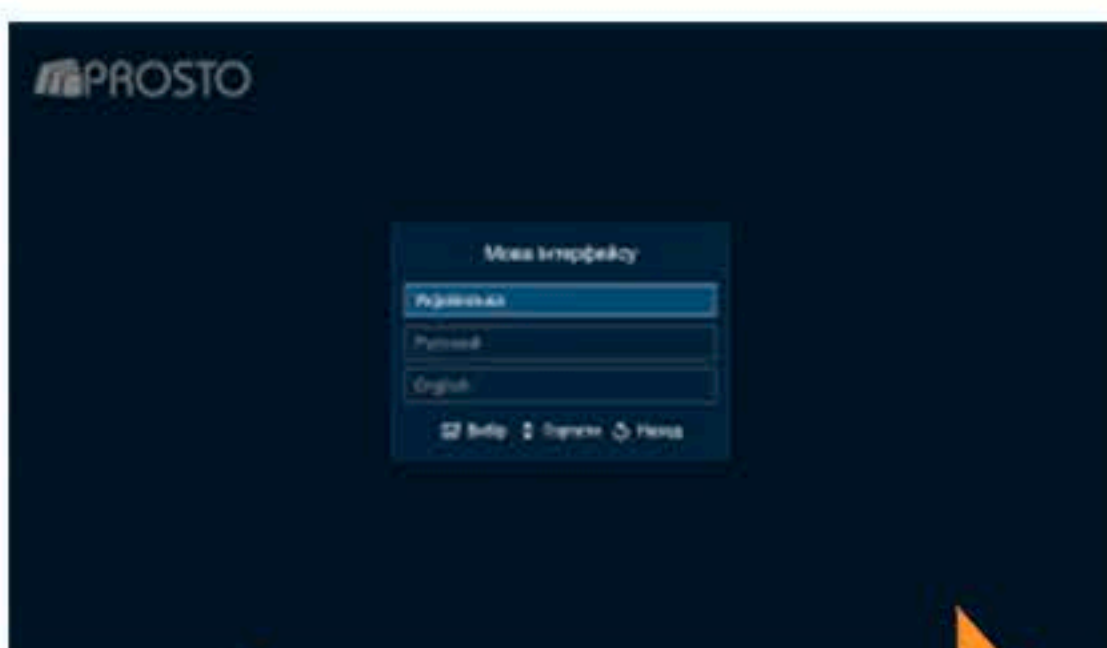 PROSTO
Мова інтерфейсу
Українська
Русский
English
Вибір Назад